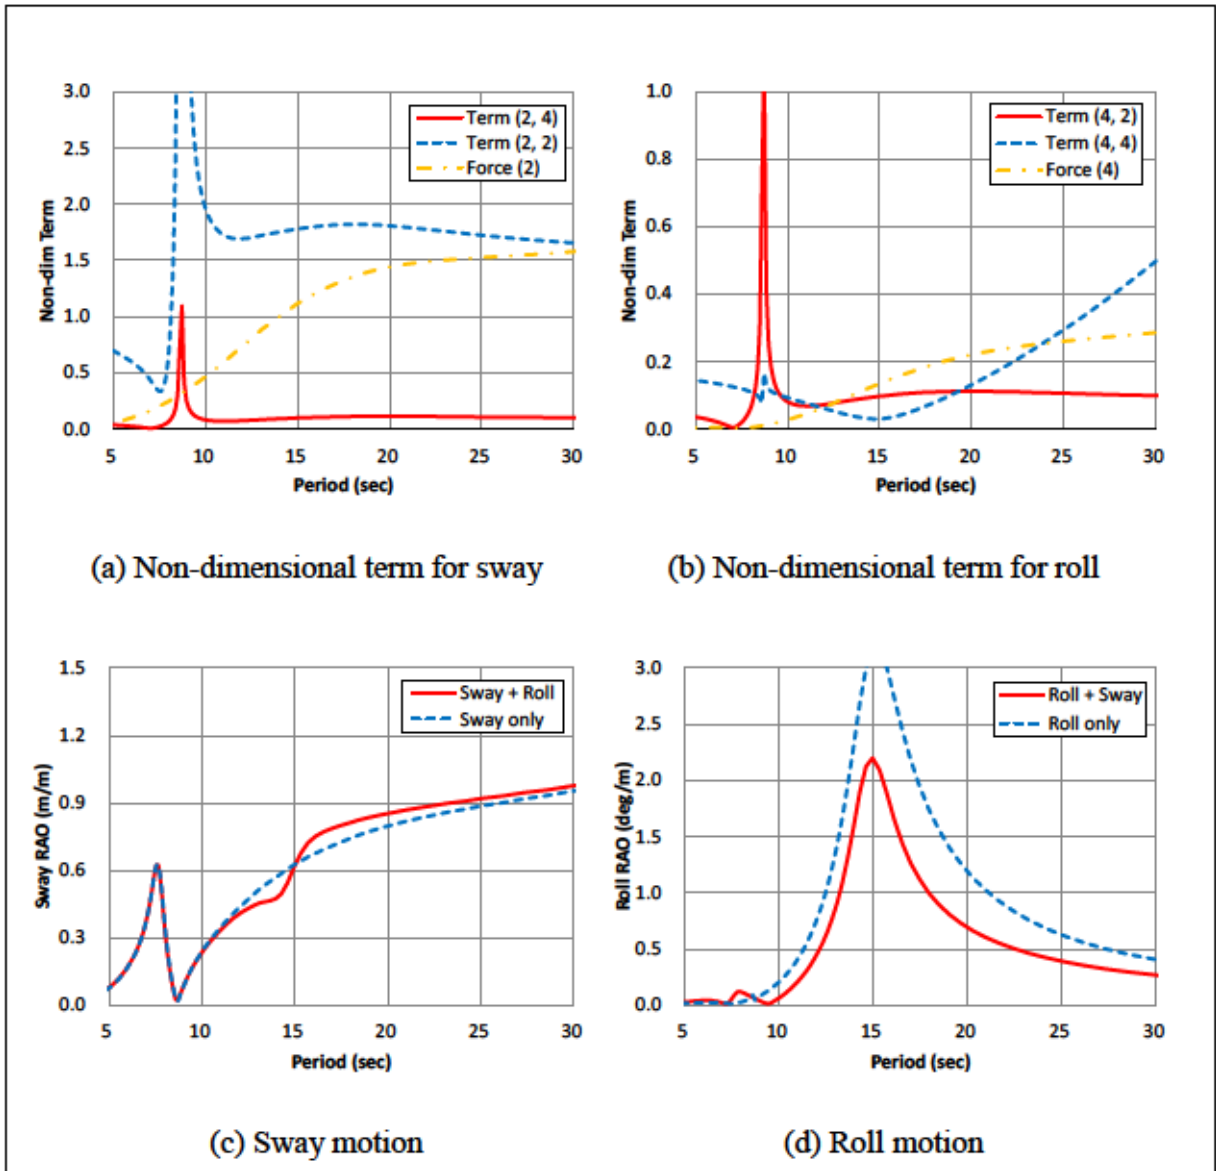 3.0
2.5
2.0
1.5
1.0
0.5
0.0
Non-dim Term
Term (2, 4)
Term (2, 2)
Force (2)
5 10 15 20 25 30
Period (sec)
(a) Non-dimensional term for sway
1.0
0.8
0.6
0.4
0.2
0.0
Non-dim Term
Term (4, 2)
Term (4, 4)
Force (4)
5 10 15 20 25 30
Period (sec)
(b) Non-dimensional term for roll
1.5
1.2
0.9
0.6
0.3
0.0
Sway RAO (m/m)
Sway + Roll
Sway only
5 10 15 20 25 30
Period (sec)
(c) Sway motion
3.0
2.5
2.0
1.5
1.0
0.5
0.0
Roll RAO (deg/m)
Roll + Sway
Roll only
5 10 15 20 25 30
Period (sec)
(d) Roll motion